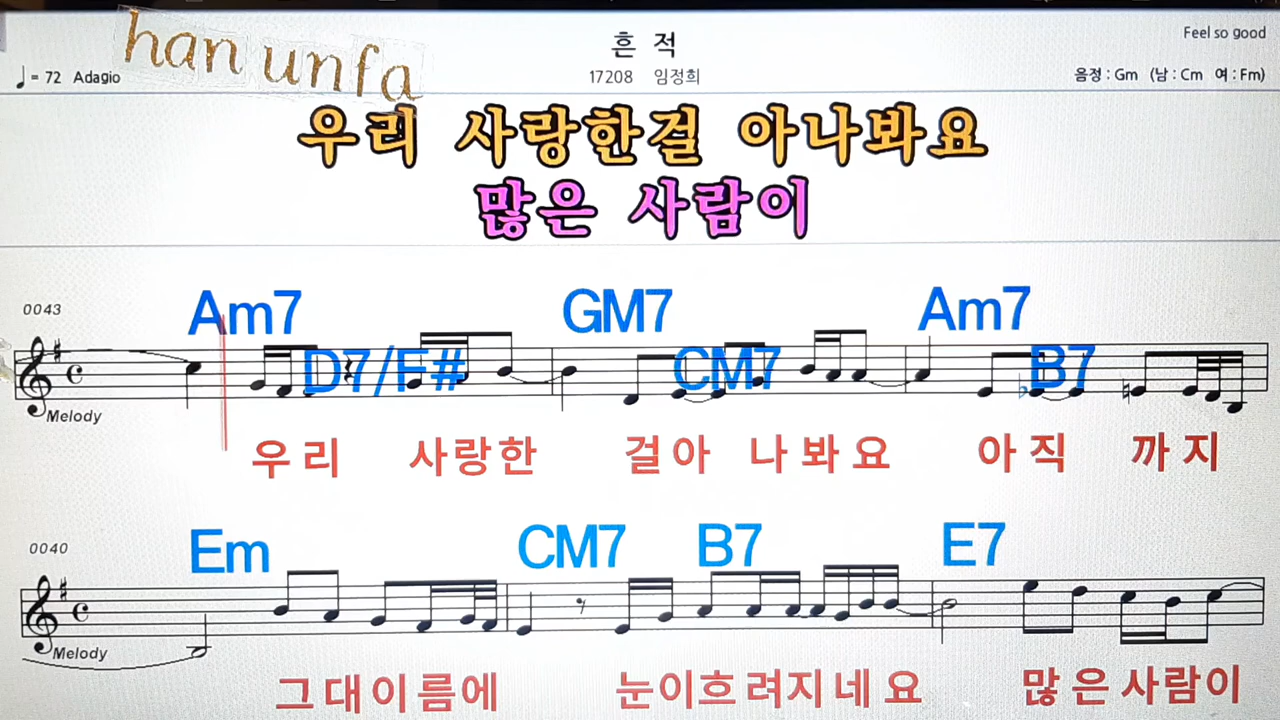 han unfa
흔 적
Feel so good
♩= 72 Adagio
17208 임정희
음정 : Gm (남 : Cm 여 : Fm)
우리 사랑한걸 아나봐요
많은 사람이
0043
Am7 GM7 Am7
D7/F# CM7 B7
Melody
우리 사랑한 걸아 나봐요 아직 까지
0040
Em CM7 B7 E7
Melody
그대이름에 눈이흐려지네요 많은사람이